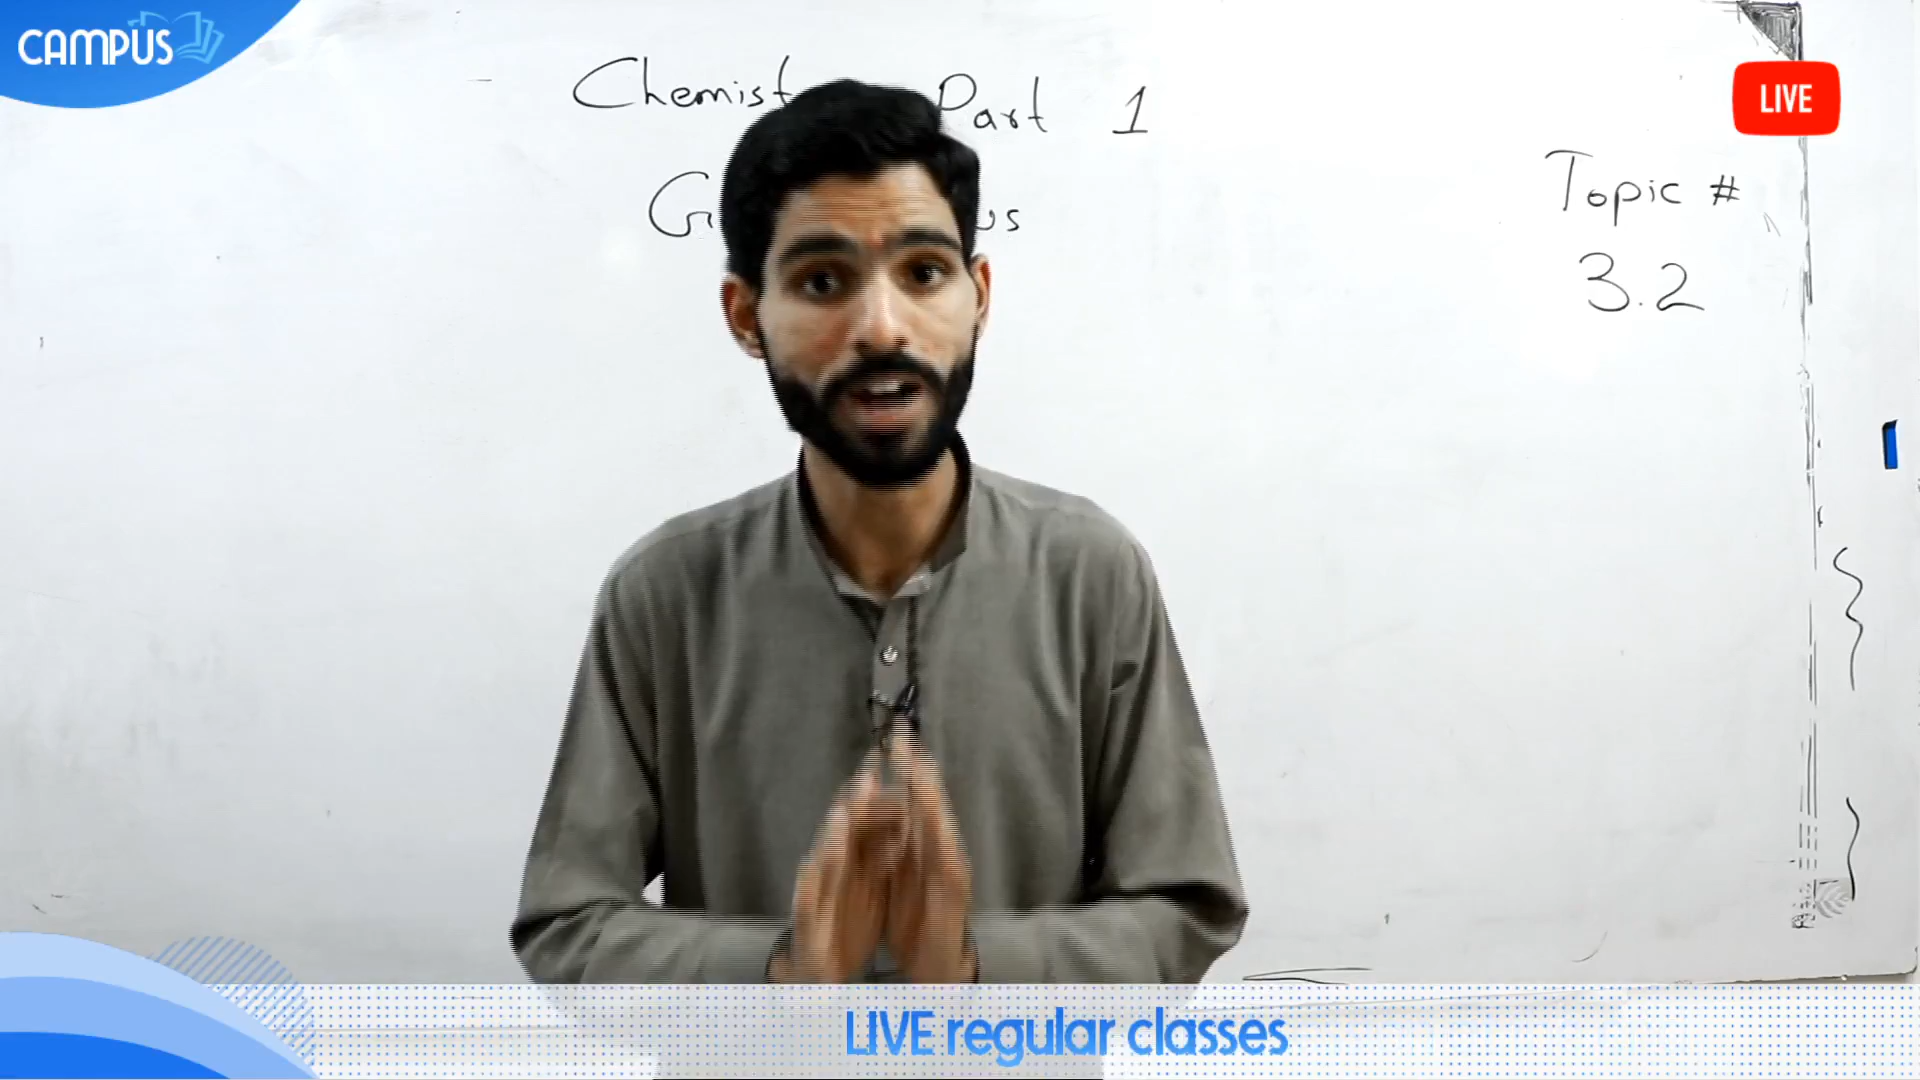 CAMPUS
LIVE
Chemist Part 1
Topic #
3.2
LIVE regular classes